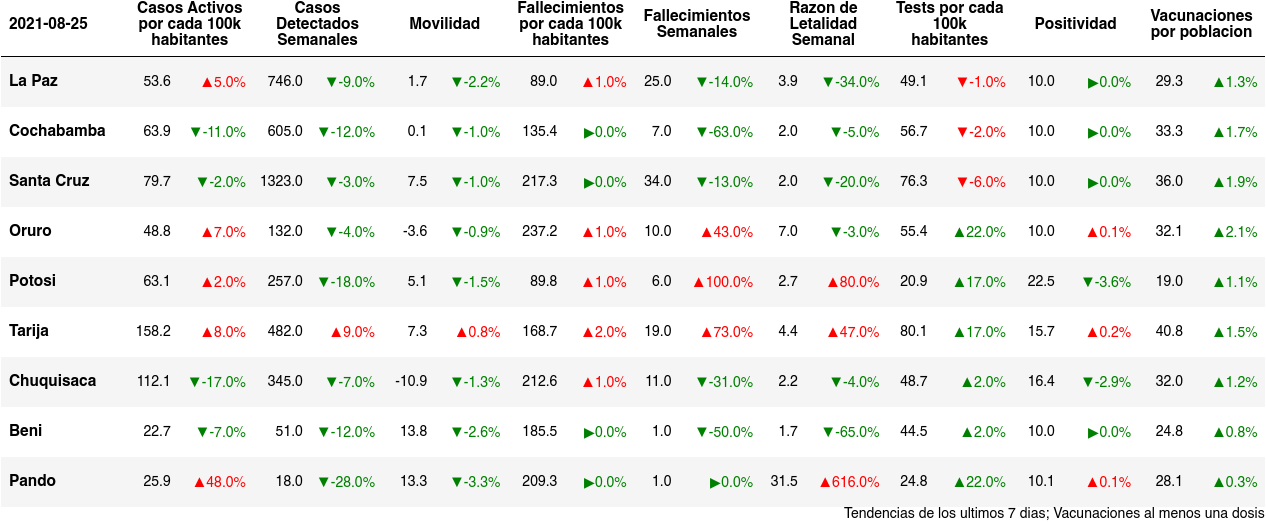 2021-08-25 Casos Activos por cada 100k habitantes Casos Detectados Semanales Movilidad Fallecimientos por cada 100k habitantes Fallecimientos Semanales Razon de Letalidad Semanal Tests por cada 100k habitantes Positividad Vacunaciones por poblacion
La Paz 53.6 ▲5.0% 746.0 ▼-9.0% 1.7 ▼-2.2% 89.0 ▲1.0% 25.0 ▼-14.0% 3.9 ▼-34.0% 49.1 ▼-1.0% 10.0 ▶0.0% 29.3 ▲1.3%
Cochabamba 63.9 ▼-11.0% 605.0 ▼-12.0% 0.1 ▼-1.0% 135.4 ▶0.0% 7.0 ▼-63.0% 2.0 ▼-5.0% 56.7 ▼-2.0% 10.0 ▶0.0% 33.3 ▲1.7%
Santa Cruz 79.7 ▼-2.0% 1323.0 ▼-3.0% 7.5 ▼-1.0% 217.3 ▶0.0% 34.0 ▼-13.0% 2.0 ▼-20.0% 76.3 ▼-6.0% 10.0 ▶0.0% 36.0 ▲1.9%
Oruro 48.8 ▲7.0% 132.0 ▼-4.0% -3.6 ▼-0.9% 237.2 ▲1.0% 10.0 ▲43.0% 7.0 ▼-3.0% 55.4 ▲22.0% 10.0 ▲0.1% 32.1 ▲2.1%
Potosi 63.1 ▲2.0% 257.0 ▼-18.0% 5.1 ▼-1.5% 89.8 ▲1.0% 6.0 ▲100.0% 2.7 ▲80.0% 20.9 ▲17.0% 22.5 ▼-3.6% 19.0 ▲1.1%
Tarija 158.2 ▲8.0% 482.0 ▲9.0% 7.3 ▲0.8% 168.7 ▲2.0% 19.0 ▲73.0% 4.4 ▲47.0% 80.1 ▲17.0% 15.7 ▲0.2% 40.8 ▲1.5%
Chuquisaca 112.1 ▼-17.0% 345.0 ▼-7.0% -10.9 ▼-1.3% 212.6 ▲1.0% 11.0 ▼-31.0% 2.2 ▼-4.0% 48.7 ▲2.0% 16.4 ▼-2.9% 32.0 ▲1.2%
Beni 22.7 ▼-7.0% 51.0 ▼-12.0% 13.8 ▼-2.6% 185.5 ▶0.0% 1.0 ▼-50.0% 1.7 ▼-65.0% 44.5 ▲2.0% 10.0 ▶0.0% 24.8 ▲0.8%
Pando 25.9 ▲48.0% 18.0 ▼-28.0% 13.3 ▼-3.3% 209.3 ▶0.0% 1.0 ▶0.0% 31.5 ▲616.0% 24.8 ▲22.0% 10.1 ▲0.1% 28.1 ▲0.3%
Tendencias de los ultimos 7 dias; Vacunaciones al menos una dosis